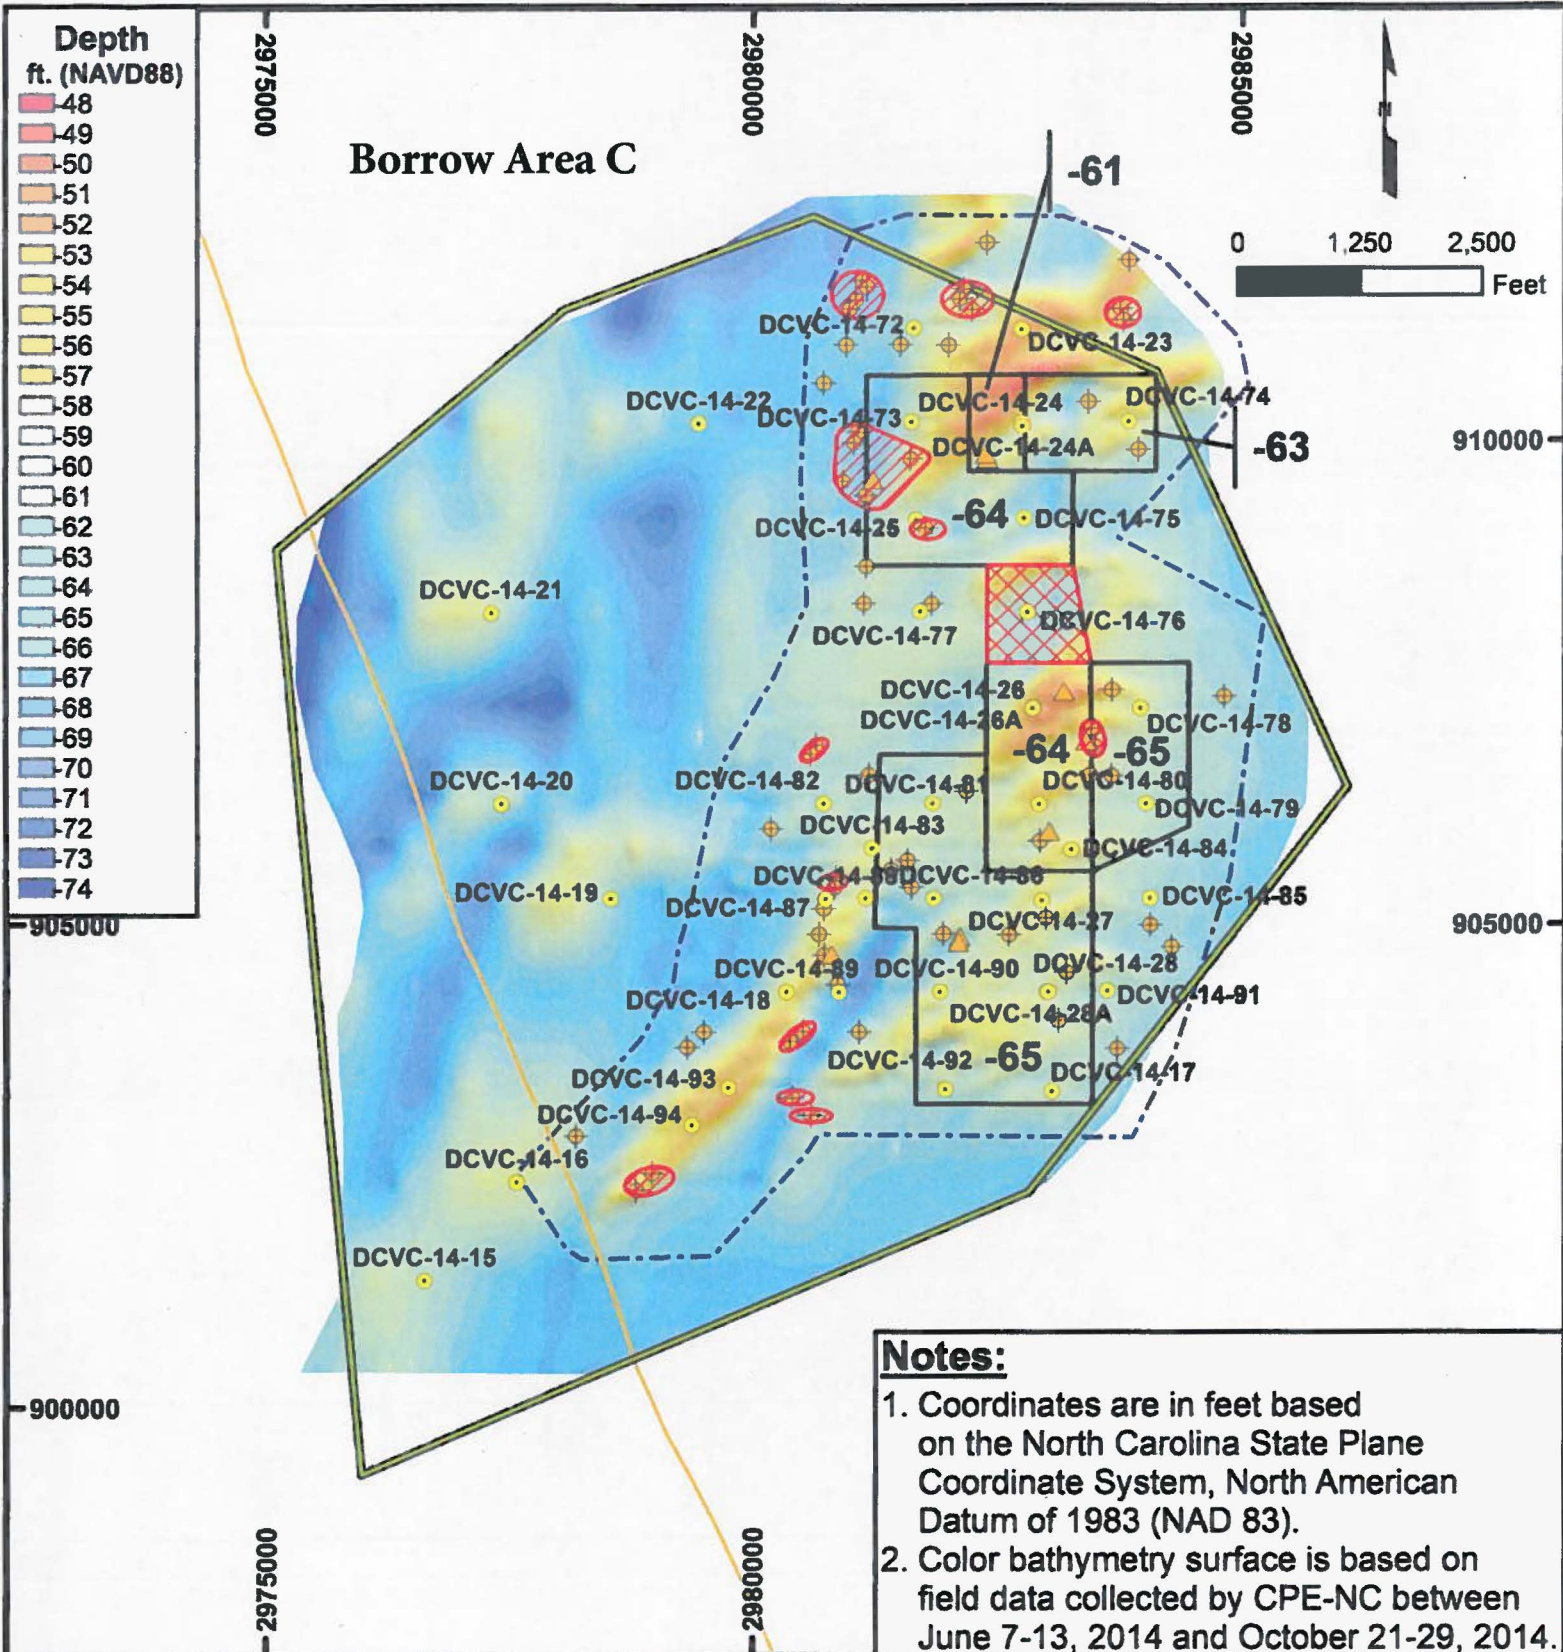 Depth
ft. (NAVD88)
-48
-49
-50
-51
-52
-53
-54
-55
-56
-57
-58
-59
-60
-61
-62
-63
-64
-65
-66
-67
-68
-69
-70
-71
-72
-73
-74
2975000
2980000
2985000
Borrow Area C
-61
0 1,250 2,500
Feet
DCVC-14-72
DCVC-14-23
DCVC-14-22
DCVC-14-24
DCVC-14-74
DCVC-14-73
910000
DCVC-14-24A
-63
-64
DCVC-14-75
DCVC-14-25
DCVC-14-21
DCVC-14-76
DCVC-14-77
DCVC-14-26
DCVC-14-26A
DCVC-14-78
-64
-65
DCVC-14-20
DCVC-14-82
DCVC-14-81
DCVC-14-80
DCVC-14-79
DCVC-14-83
DCVC-14-84
DCVC-14-86
DCVC-14-19
DCVC-14-87
DCVC-14-85
DCVC-14-27
905000
905000
DCVC-14-89
DCVC-14-90
DCVC-14-28
DCVC-14-18
DCVC-14-91
DCVC-14-28A
DCVC-14-92
-65
DCVC-14-17
DCVC-14-93
DCVC-14-94
DCVC-14-16
DCVC-14-15
900000
2975000
2980000
Notes:
1. Coordinates are in feet based
on the North Carolina State Plane
Coordinate System, North American
Datum of 1983 (NAD 83).
2. Color bathymetry surface is based on
field data collected by CPE-NC between
June 7-13, 2014 and October 21-29, 2014.